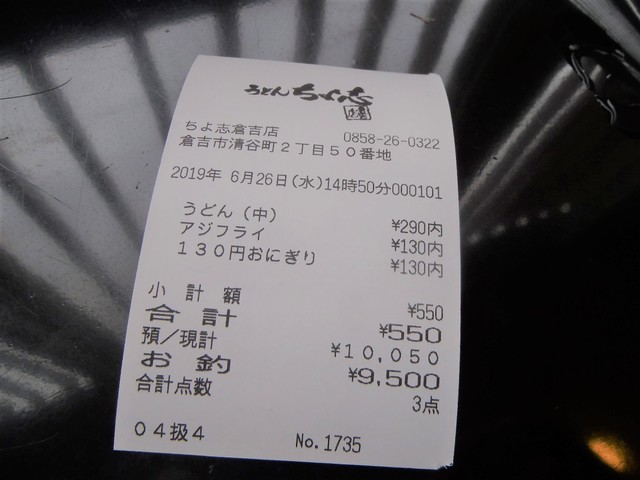 うどん ちよ志
ちよ志倉吉店 0858-26-0322
倉吉市清谷町２丁目５０番地
2019年 6月26日(水)14時50分000101
うどん（中） ¥290内
アジフライ ¥130内
１３０円おにぎり ¥130内
小 計 額 ¥550
合 計 ¥550
預／現計 ¥10,050
お 釣 ¥9,500
合計点数 3点
０４扱４ No.1735